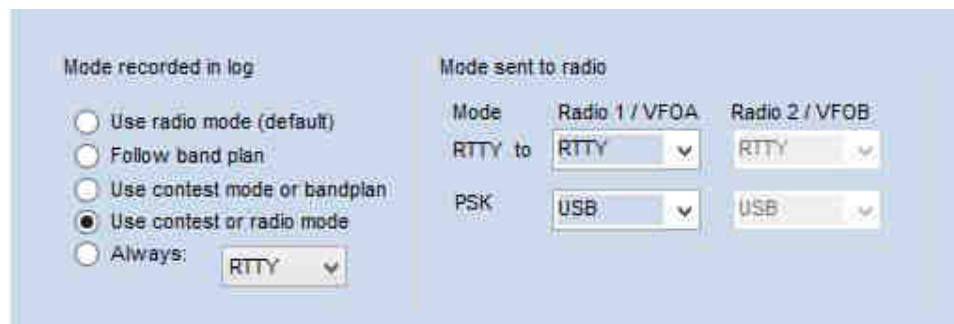 Mode recorded in log
Use radio mode (default)
Follow band plan
Use contest mode or bandplan
Use contest or radio mode
Always: RTTY
Mode sent to radio
Mode Radio 1 / VFOA Radio 2 / VFOB
RTTY to RTTY RTTY
PSK USB USB